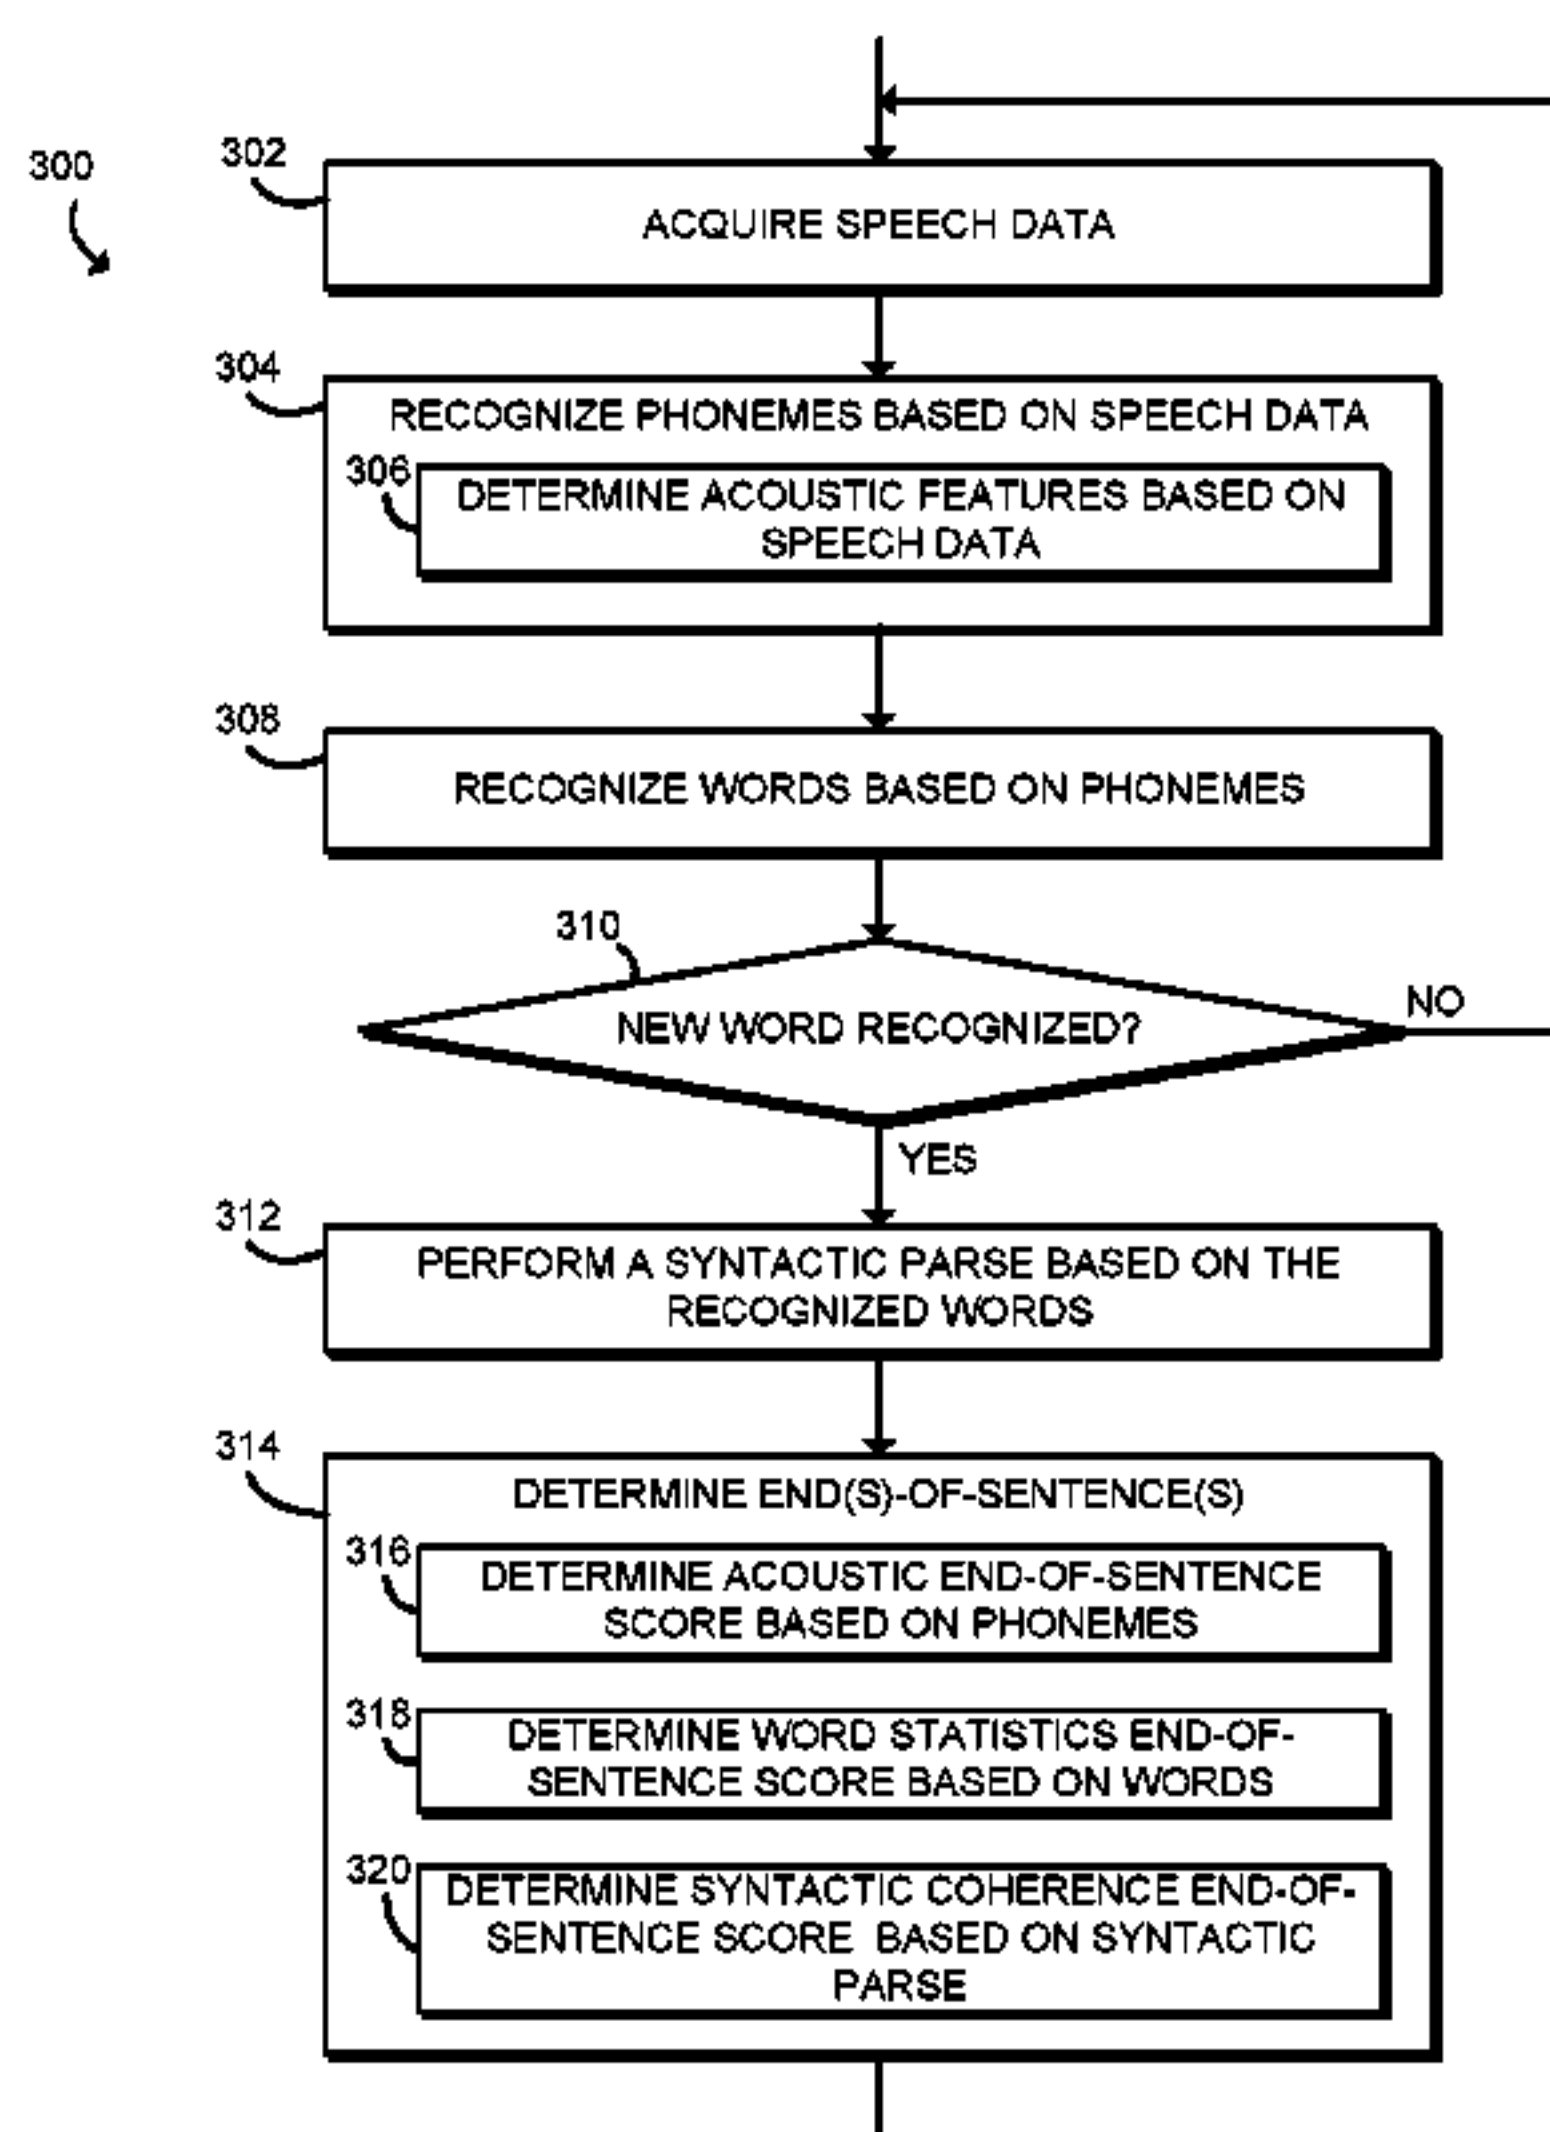 300
302
ACQUIRE SPEECH DATA
304
RECOGNIZE PHONEMES BASED ON SPEECH DATA
306
DETERMINE ACOUSTIC FEATURES BASED ON
SPEECH DATA
308
RECOGNIZE WORDS BASED ON PHONEMES
310
NEW WORD RECOGNIZED?
NO
YES
312
PERFORM A SYNTACTIC PARSE BASED ON THE
RECOGNIZED WORDS
314
DETERMINE END(S)-OF-SENTENCE(S)
316
DETERMINE ACOUSTIC END-OF-SENTENCE
SCORE BASED ON PHONEMES
318
DETERMINE WORD STATISTICS END-OF-
SENTENCE SCORE BASED ON WORDS
320
DETERMINE SYNTACTIC COHERENCE END-OF-
SENTENCE SCORE BASED ON SYNTACTIC
PARSE